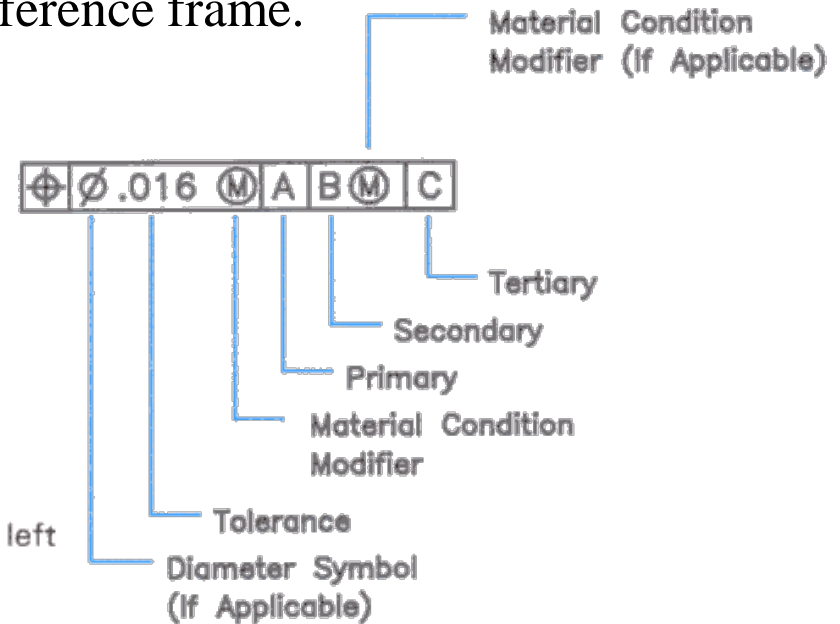 ference frame.
Material Condition
Modifier (If Applicable)
⌖ ⌀ .016 Ⓜ A B Ⓜ C
Tertiary
Secondary
Primary
Material Condition
Modifier
Tolerance
left
Diameter Symbol
(If Applicable)